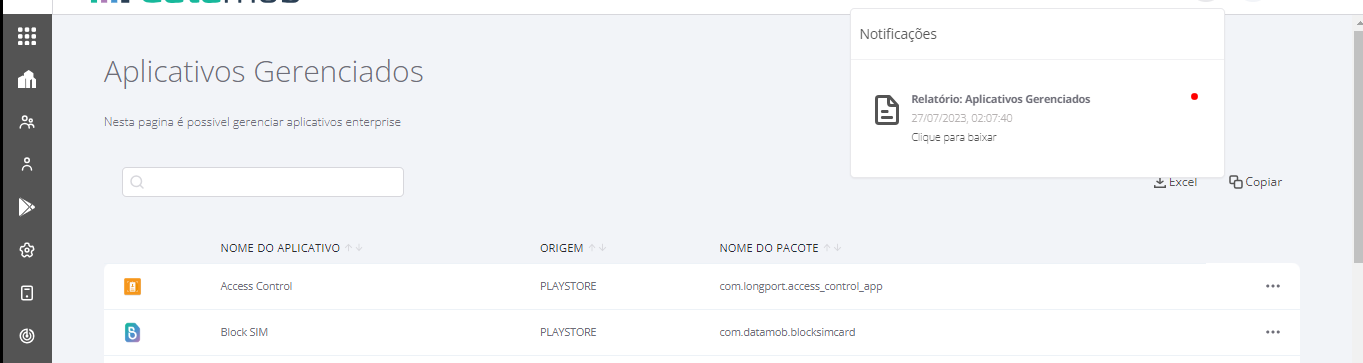 datamob
Notificações
Aplicativos Gerenciados
Relatório: Aplicativos Gerenciados
27/07/2023, 02:07:40
Clique para baixar
Nesta pagina é possivel gerenciar aplicativos enterprise
Excel
Copiar
NOME DO APLICATIVO ORIGEM NOME DO PACOTE
Access Control PLAYSTORE com.longport.access_control_app
Block SIM PLAYSTORE com.datamob.blocksimcard